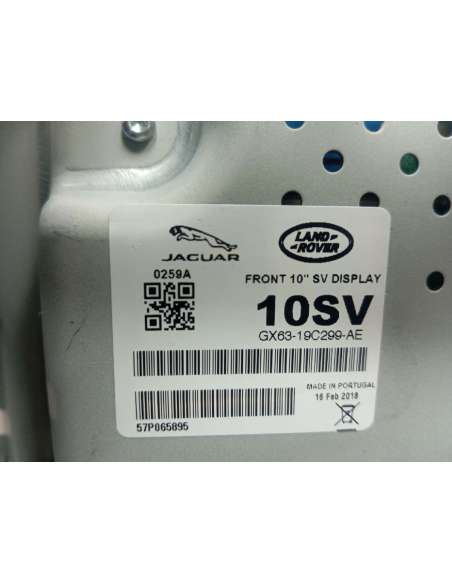 JAGUAR
LAND ROVER
0259A
FRONT 10" SV DISPLAY
10SV
GX63-19C299-AE
MADE IN PORTUGAL
16 Feb 2018
57P065895